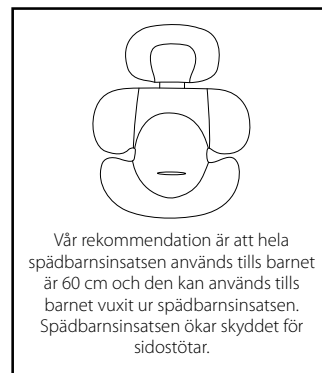 Vår rekommendation är att hela
spädbarnsinsatsen används tills barnet
är 60 cm och den kan används tills
barnet vuxit ur spädbarnsinsatsen.
Spädbarnsinsatsen ökar skyddet för
sidostötar.